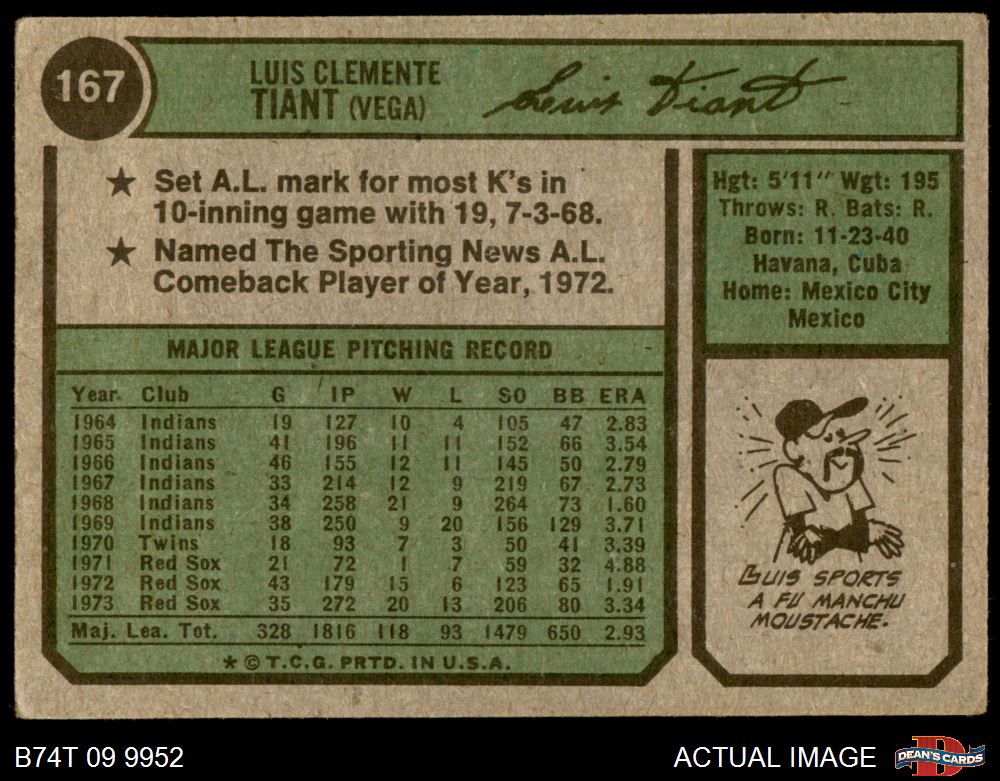 167
LUIS CLEMENTE
TIANT (VEGA)
Luis Tiant
★ Set A.L. mark for most K's in
10-inning game with 19, 7-3-68.
★ Named The Sporting News A.L.
Comeback Player of Year, 1972.
Hgt: 5'11" Wgt: 195
Throws: R. Bats: R.
Born: 11-23-40
Havana, Cuba
Home: Mexico City
Mexico
MAJOR LEAGUE PITCHING RECORD
Year Club G IP W L SO BB ERA
1964 Indians 19 127 10 4 105 47 2.83
1965 Indians 41 196 11 11 152 66 3.54
1966 Indians 46 155 12 11 145 50 2.79
1967 Indians 33 214 12 9 219 67 2.73
1968 Indians 34 258 21 9 264 73 1.60
1969 Indians 38 250 9 20 156 129 3.71
1970 Twins 18 93 7 3 50 41 3.39
1971 Red Sox 21 72 1 7 59 32 4.88
1972 Red Sox 43 179 15 6 123 65 1.91
1973 Red Sox 35 272 20 13 206 80 3.34
Maj. Lea. Tot. 328 1816 118 93 1479 650 2.93
★ © T.C.G. PRTD. IN U.S.A.
LUIS SPORTS
A FU MANCHU
MOUSTACHE.
B74T 09 9952
ACTUAL IMAGE
D
DEAN'S CARDS